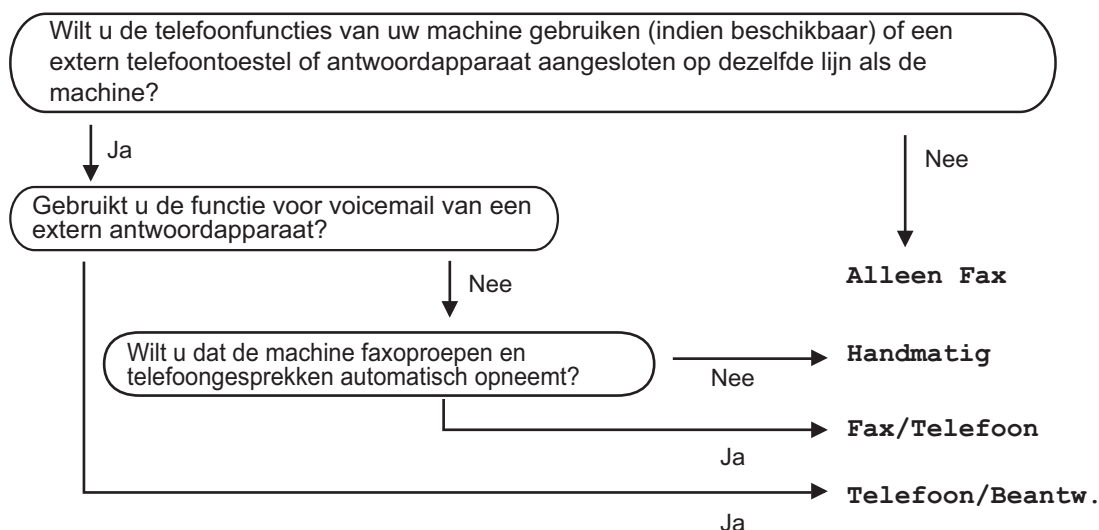 Wilt u de telefoonfuncties van uw machine gebruiken (indien beschikbaar) of een
extern telefoontoestel of antwoordapparaat aangesloten op dezelfde lijn als de
machine?
Ja
Nee
Gebruikt u de functie voor voicemail van een
extern antwoordapparaat?
Alleen Fax
Nee
Wilt u dat de machine faxoproepen en
telefoongesprekken automatisch opneemt?
Handmatig
Nee
Fax/Telefoon
Ja
Telefoon/Beantw.
Ja